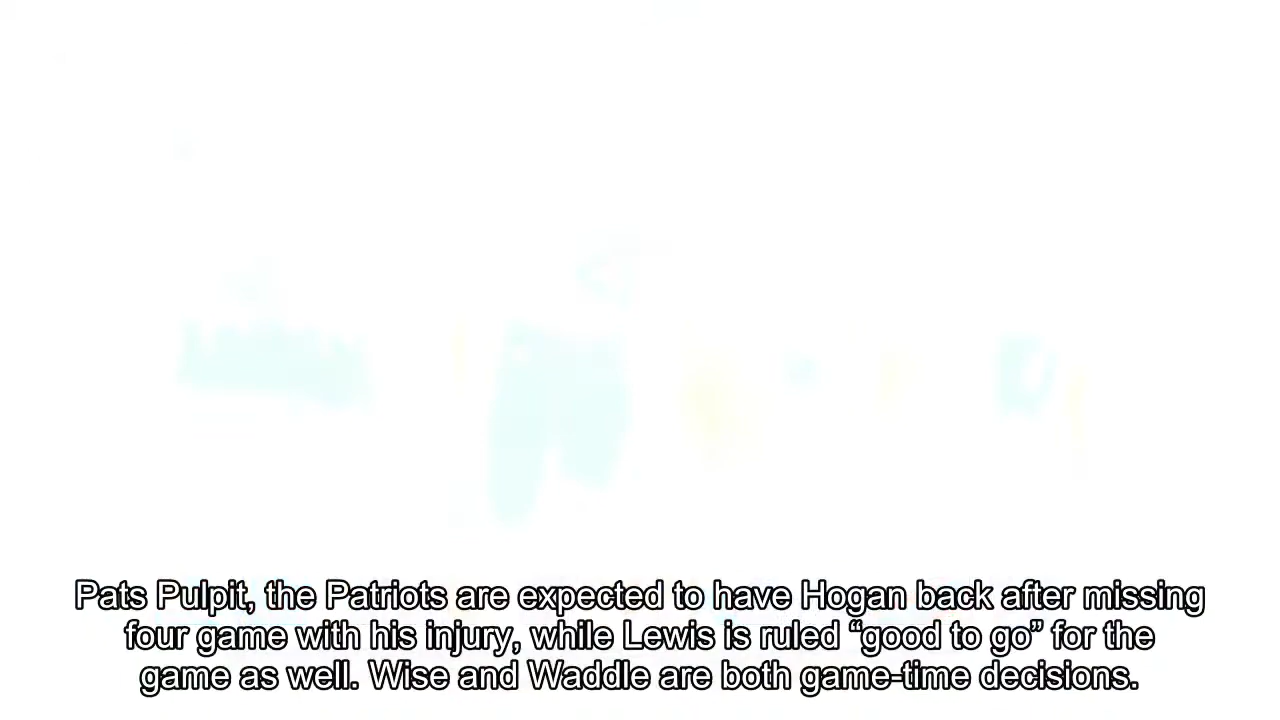 Pats Pulpit, the Patriots are expected to have Hogan back after missing
four game with his injury, while Lewis is ruled “good to go” for the
game as well. Wise and Waddle are both game-time decisions.